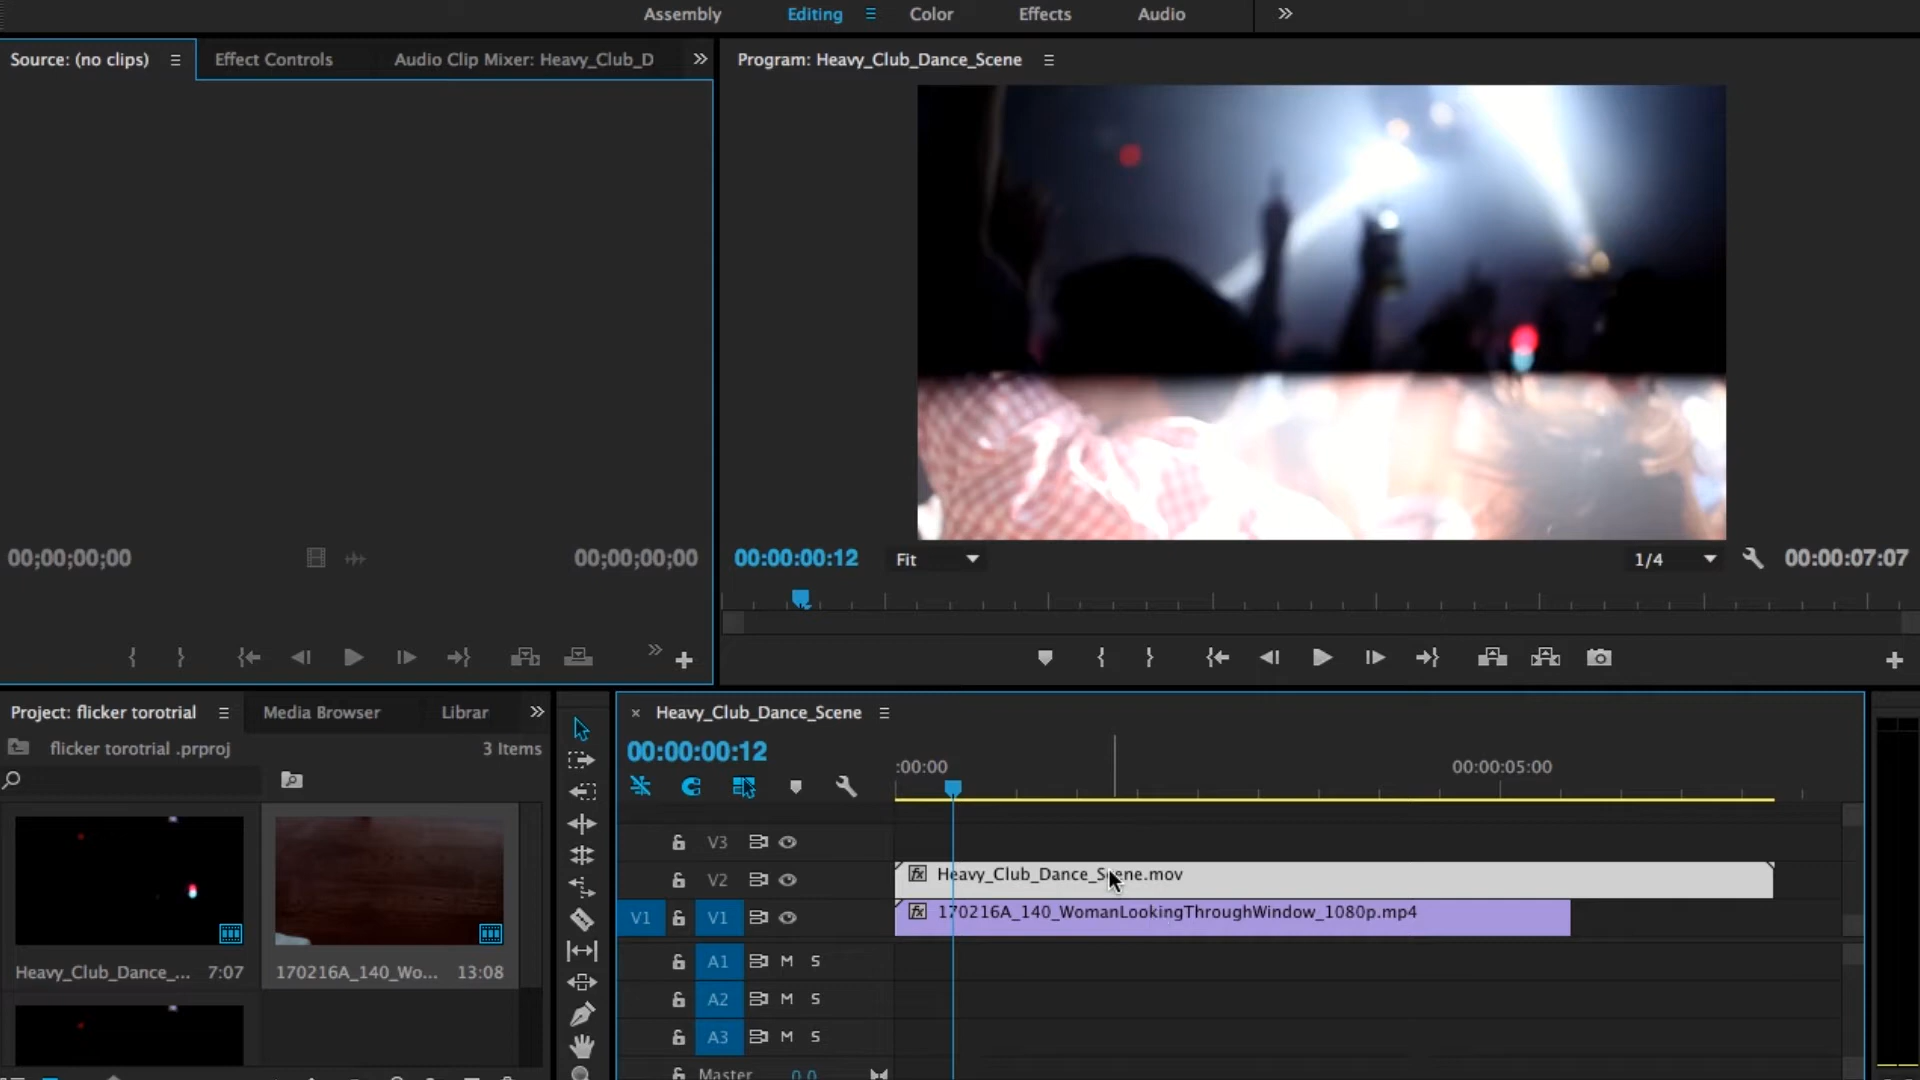 Assembly Editing Color Effects Audio
Source: (no clips) Effect Controls Audio Clip Mixer: Heavy_Club_D
Program: Heavy_Club_Dance_Scene
00;00;00;00 00;00;00;00
00:00:00:12 Fit 1/4 00:00:07:07
Project: flicker torotrial Media Browser Librar
flicker torotrial .prproj 3 Items
Heavy_Club_Dance_... 7:07 170216A_140_Wo... 13:08
Heavy_Club_Dance_Scene
00:00:00:12
:00:00 00:00:05:00
V3
V2 Heavy_Club_Dance_Scene.mov
V1 V1 170216A_140_WomanLookingThroughWindow_1080p.mp4
A1 M S
A2 M S
A3 M S
Master 0.0